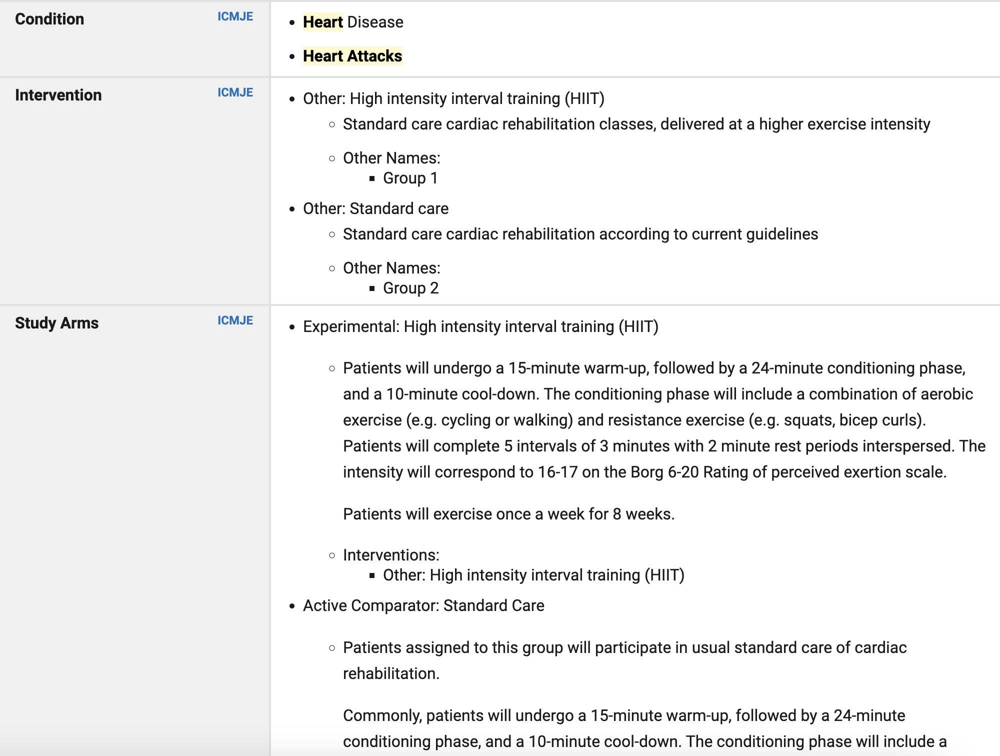 Condition ICMJE
Heart Disease
Heart Attacks
Intervention ICMJE
Other: High intensity interval training (HIIT)
Standard care cardiac rehabilitation classes, delivered at a higher exercise intensity
Other Names:
Group 1
Other: Standard care
Standard care cardiac rehabilitation according to current guidelines
Other Names:
Group 2
Study Arms ICMJE
Experimental: High intensity interval training (HIIT)
Patients will undergo a 15-minute warm-up, followed by a 24-minute conditioning phase,
and a 10-minute cool-down. The conditioning phase will include a combination of aerobic
exercise (e.g. cycling or walking) and resistance exercise (e.g. squats, bicep curls).
Patients will complete 5 intervals of 3 minutes with 2 minute rest periods interspersed. The
intensity will correspond to 16-17 on the Borg 6-20 Rating of perceived exertion scale.
Patients will exercise once a week for 8 weeks.
Interventions:
Other: High intensity interval training (HIIT)
Active Comparator: Standard Care
Patients assigned to this group will participate in usual standard care of cardiac
rehabilitation.
Commonly, patients will undergo a 15-minute warm-up, followed by a 24-minute
conditioning phase, and a 10-minute cool-down. The conditioning phase will include a